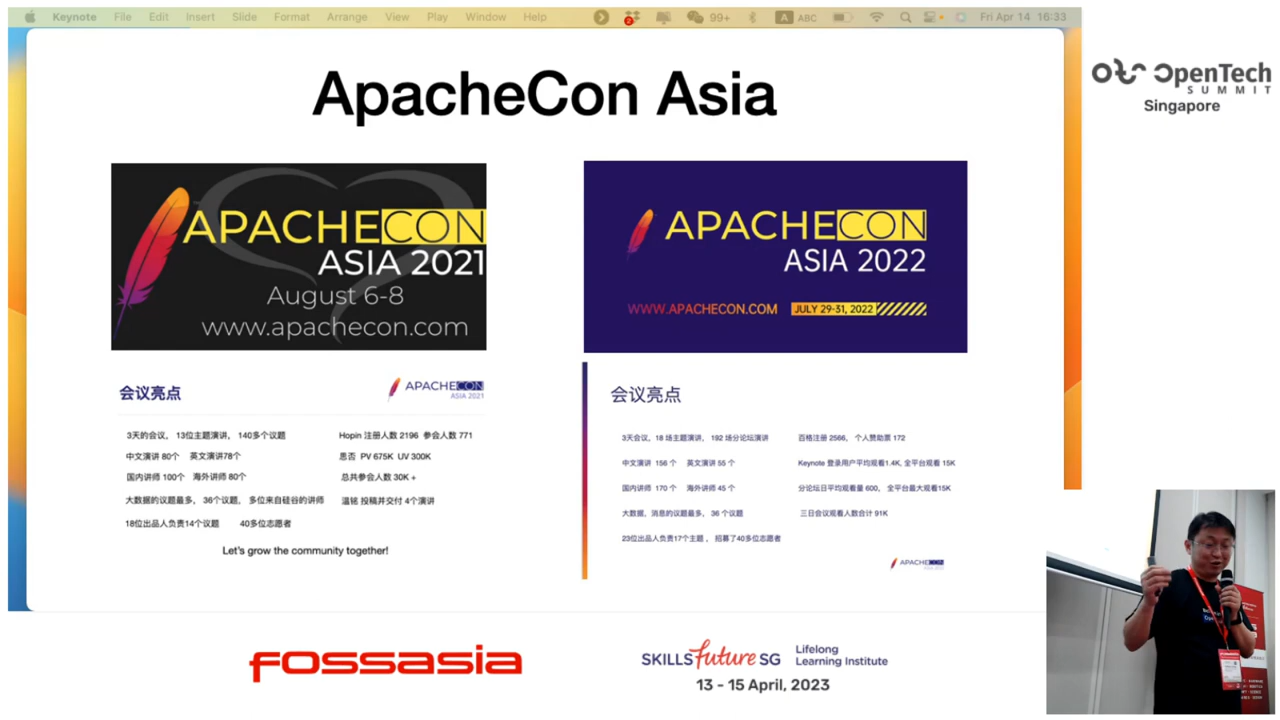 Keynote File Edit Insert Slide Format Arrange View Play Window Help 2 99+ A ABC Fri Apr 14 16:33
ApacheCon Asia
OpenTech
SUMMIT
Singapore
APACHECON
ASIA 2021
August 6-8
www.apachecon.com
APACHECON
ASIA 2022
WWW.APACHECON.COM JULY 29-31, 2022
会议亮点
APACHECON
ASIA 2021
3天的会议， 13位主题演讲， 140多个议题
中文演讲 80个 英文演讲78个
国内讲师 100个 海外讲师 80个
大数据的议题最多， 36个议题， 多位来自硅谷的讲师
18位出品人负责14个议题 40多位志愿者
Hopin 注册人数 2196 参会人数 771
思否 PV 675K UV 300K
总共参会人数 30K +
温铭 投稿并交付 4个演讲
Let's grow the community together!
会议亮点
3天会议，18 场主题演讲， 192 场分论坛演讲
中文演讲 156 个 英文演讲 55 个
国内讲师 170 个 海外讲师 45 个
大数据，消息的议题最多， 36 个议题
23位出品人负责17个主题 ， 招募了40多位志愿者
百格注册 2586， 个人赞助票 172
Keynote 登录用户平均观看1.4K, 全平台观看 15K
分论坛日平均观看量 600， 全平台最大观看15K
三日会议观看人数合计 91K
APACHECON
fossasia
SKILLS future SG
Lifelong
Learning Institute
13 - 15 April, 2023
FOSSASIA